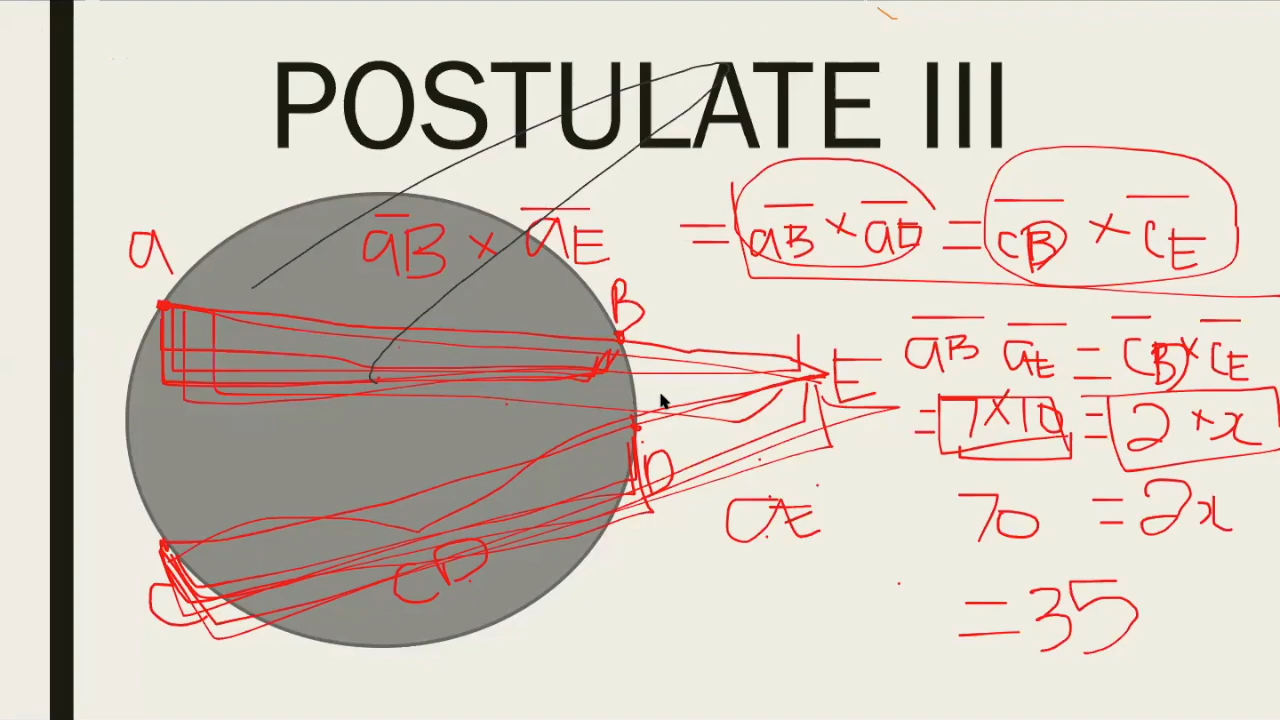 POSTULATE III
a
aB × aE
= aB × aD = CB × CE
B
aB aE = CB × CE
E
= 7×10 = 2 + x
D
aE
70 = 2x
CD
C
= 35